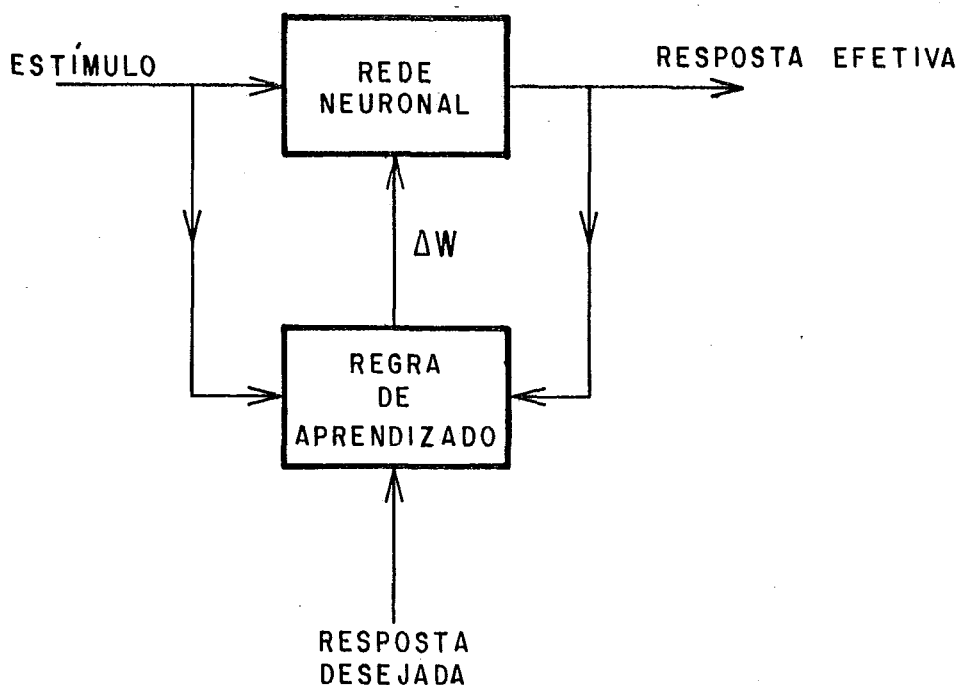 ESTÍMULO
REDE
NEURONAL
RESPOSTA EFETIVA
ΔW
REGRA
DE
APRENDIZADO
RESPOSTA
DESEJADA